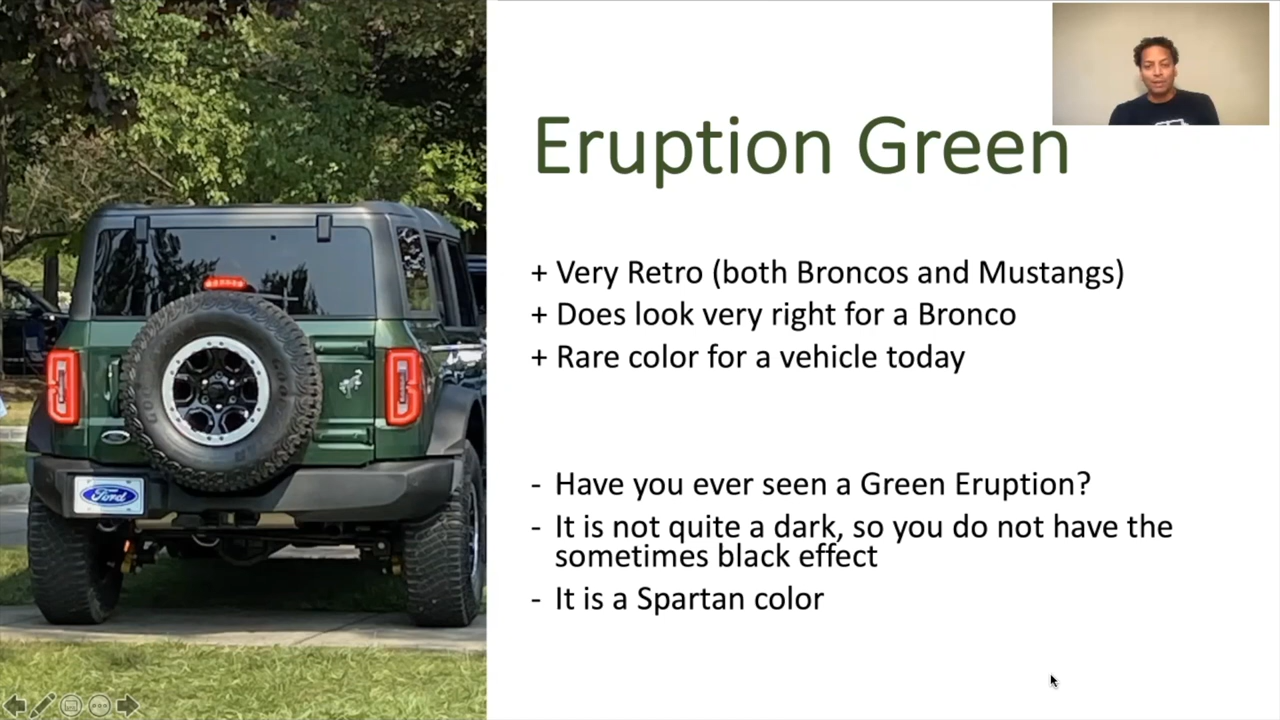 Eruption Green
+ Very Retro (both Broncos and Mustangs)
+ Does look very right for a Bronco
+ Rare color for a vehicle today
- Have you ever seen a Green Eruption?
- It is not quite a dark, so you do not have the
sometimes black effect
- It is a Spartan color
Ford